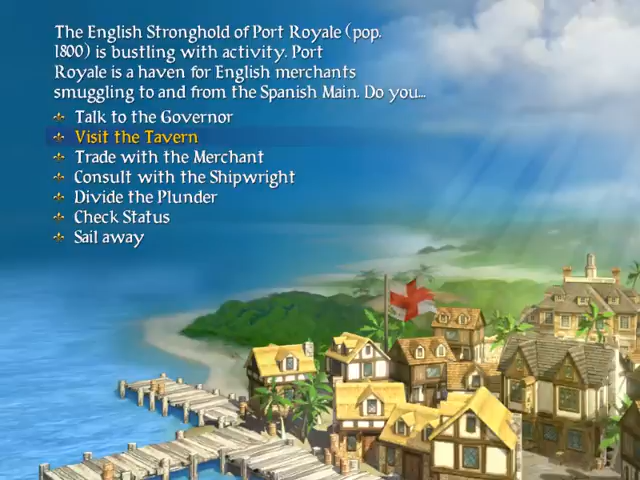 The English Stronghold of Port Royale (pop.
1800) is bustling with activity. Port
Royale is a haven for English merchants
smuggling to and from the Spanish Main. Do you...
Talk to the Governor
Visit the Tavern
Trade with the Merchant
Consult with the Shipwright
Divide the Plunder
Check Status
Sail away